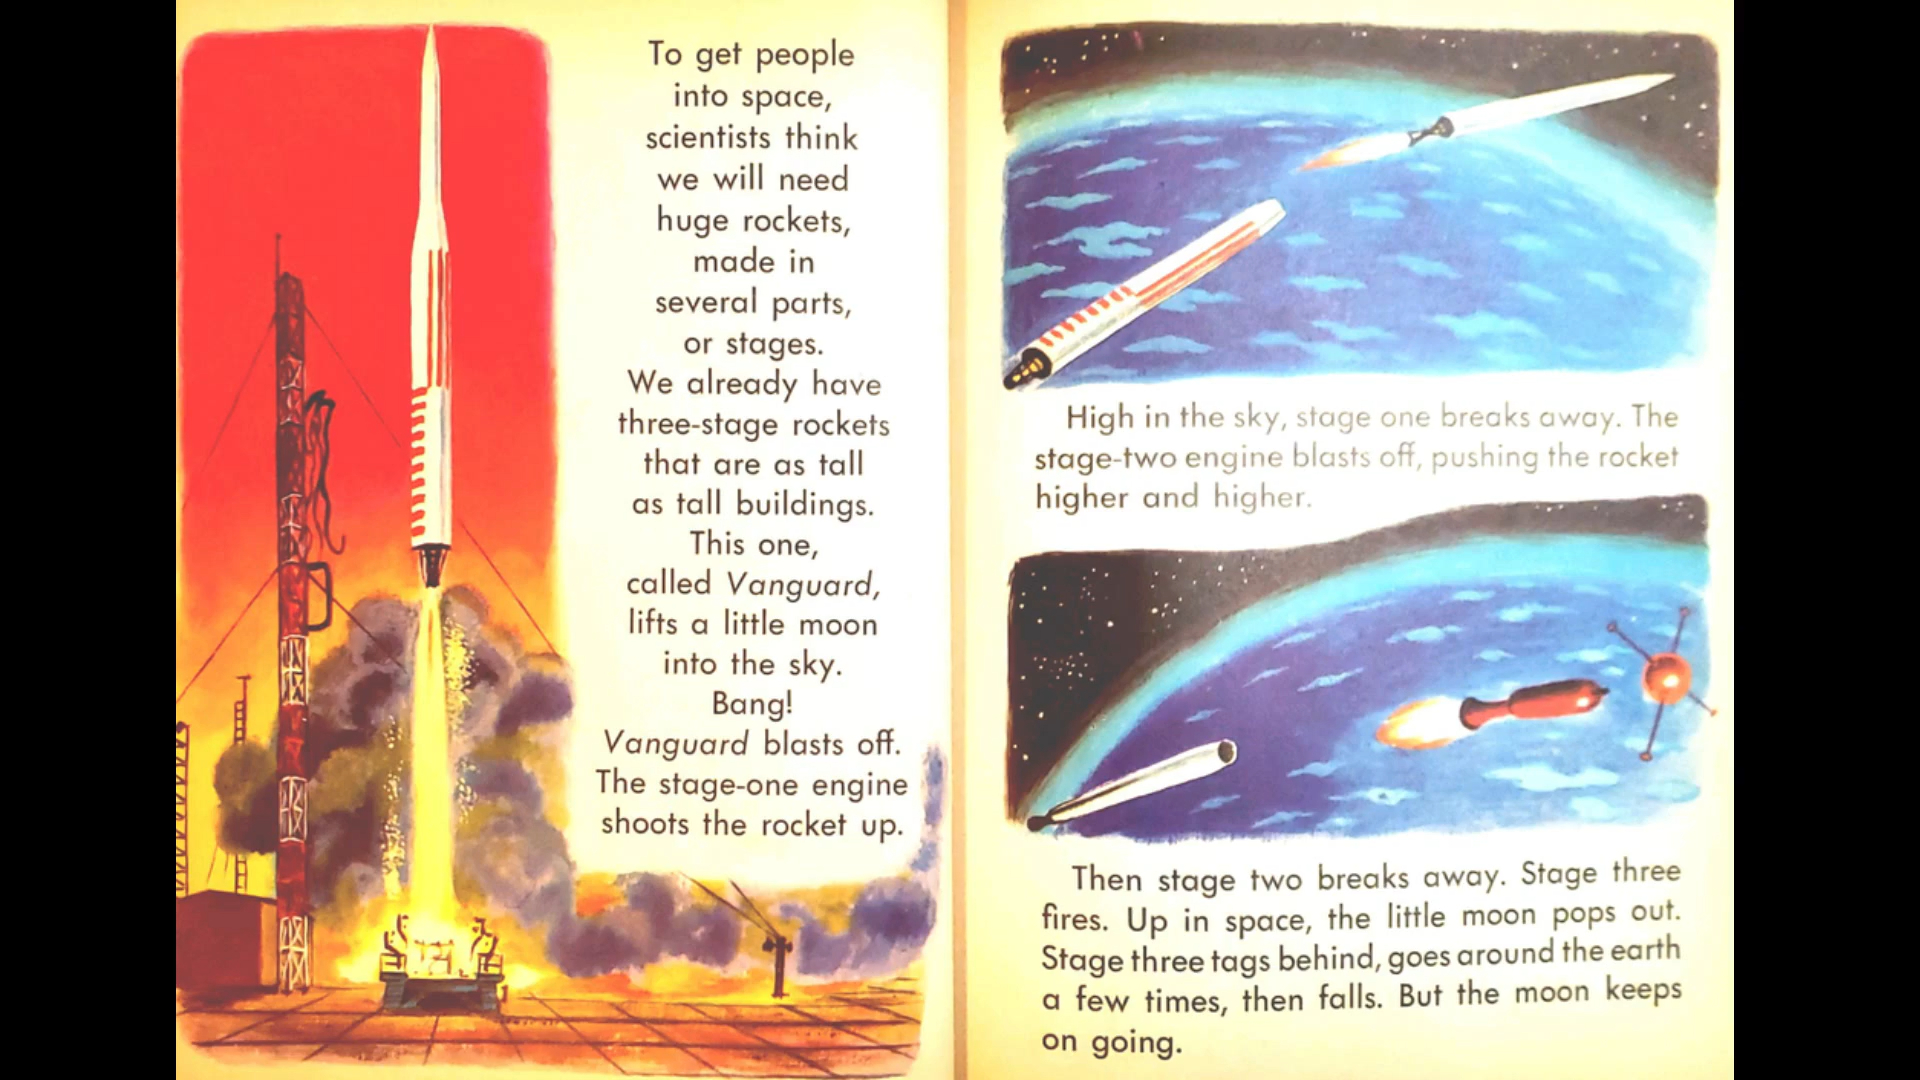 To get people
into space,
scientists think
we will need
huge rockets,
made in
several parts,
or stages.
We already have
three-stage rockets
that are as tall
as tall buildings.
This one,
called Vanguard,
lifts a little moon
into the sky.
Bang!
Vanguard blasts off.
The stage-one engine
shoots the rocket up.
High in the sky, stage one breaks away. The
stage-two engine blasts off, pushing the rocket
higher and higher.
Then stage two breaks away. Stage three
fires. Up in space, the little moon pops out.
Stage three tags behind, goes around the earth
a few times, then falls. But the moon keeps
on going.